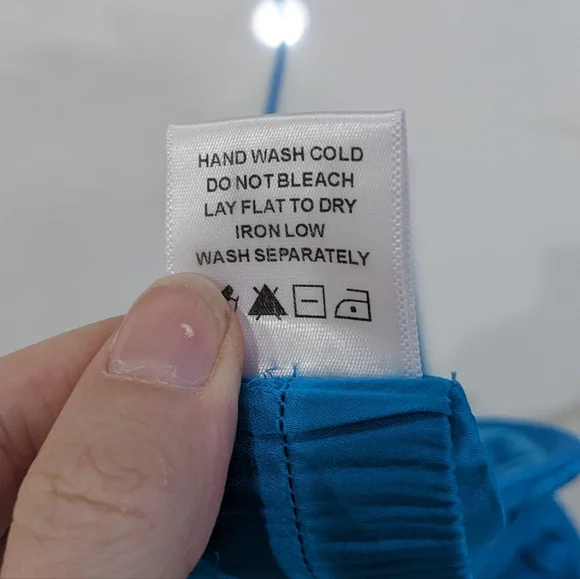 HAND WASH COLD
DO NOT BLEACH
LAY FLAT TO DRY
IRON LOW
WASH SEPARATELY